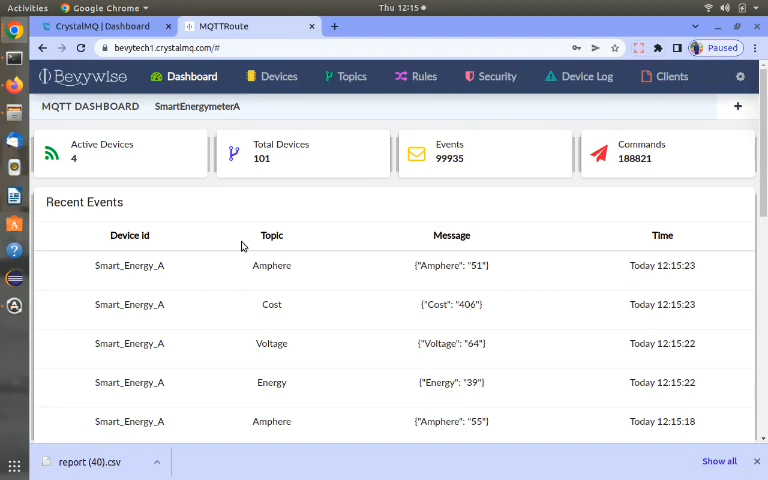 Activities Google Chrome Thu 12:15
CrystalMQ | Dashboard MQTTRoute
bevytech1.crystalmq.com/# Paused
Bevywise Dashboard Devices Topics Rules Security Device Log Clients
MQTT DASHBOARD SmartEnergymeterA
Active Devices Total Devices Events Commands
4 101 99935 188821
Recent Events
Device id Topic Message Time
Smart_Energy_A Amphere {"Amphere": "51"} Today 12:15:23
Smart_Energy_A Cost {"Cost": "406"} Today 12:15:23
Smart_Energy_A Voltage {"Voltage": "64"} Today 12:15:22
Smart_Energy_A Energy {"Energy": "39"} Today 12:15:22
Smart_Energy_A Amphere {"Amphere": "55"} Today 12:15:18
report (40).csv Show all